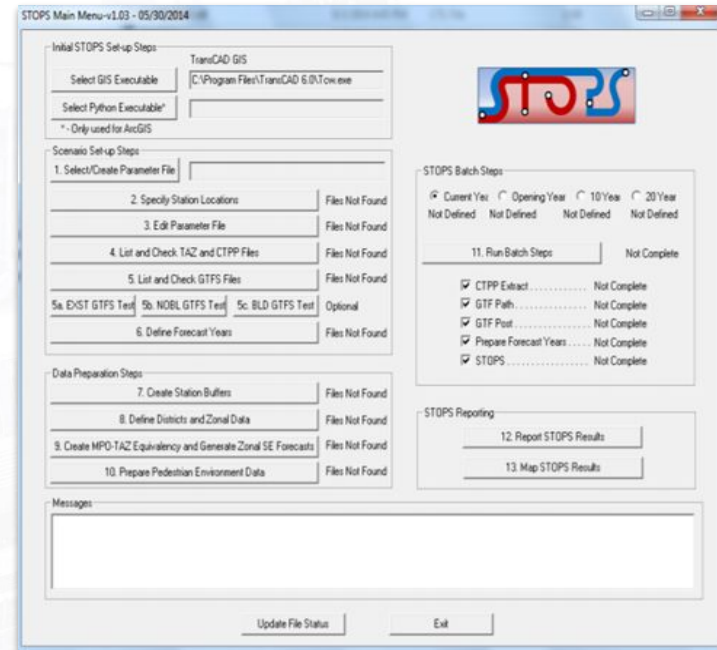 STOPS Main Menu-v1.03 - 05/30/2014
Initial STOPS Set-up Steps
TransCAD GIS
Select GIS Executable
C:\Program Files\TransCAD 6.0\Tcw.exe
Select Python Executable*
* - Only used for ArcGIS
STOPS
Scenario Set-up Steps
1. Select/Create Parameter File
2. Specify Station Locations Files Not Found
3. Edit Parameter File Files Not Found
4. List and Check TAZ and CTPP Files Files Not Found
5. List and Check GTFS Files Files Not Found
5a. EXST GTFS Test 5b. NOBL GTFS Test 5c. BLD GTFS Test Optional
6. Define Forecast Years Files Not Found
Data Preparation Steps
7. Create Station Buffers Files Not Found
8. Define Districts and Zonal Data Files Not Found
9. Create MPO-TAZ Equivalency and Generate Zonal SE Forecasts Files Not Found
10. Prepare Pedestrian Environment Data Files Not Found
STOPS Batch Steps
Current Yea Opening Year 10 Year 20 Year
Not Defined Not Defined Not Defined Not Defined
11. Run Batch Steps Not Complete
CTPP Extract . . . . . . . . . . . . . Not Complete
GTF Path . . . . . . . . . . . . . . . . Not Complete
GTF Post . . . . . . . . . . . . . . . . Not Complete
Prepare Forecast Years . . . . . Not Complete
STOPS . . . . . . . . . . . . . . . . . . Not Complete
STOPS Reporting
12. Report STOPS Results
13. Map STOPS Results
Messages
Update File Status Exit